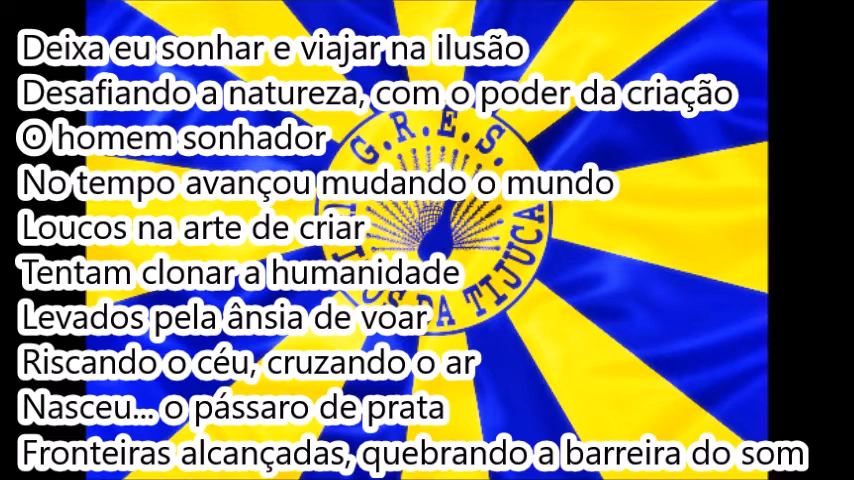 Deixa eu sonhar e viajar na ilusão
Desafiando a natureza, com o poder da criação
O homem sonhador
No tempo avançou mudando o mundo
Loucos na arte de criar
Tentam clonar a humanidade
Levados pela ânsia de voar
Riscando o céu, cruzando o ar
Nasceu... o pássaro de prata
Fronteiras alcançadas, quebrando a barreira do som
G.R.E.S.
DA TIJUCA